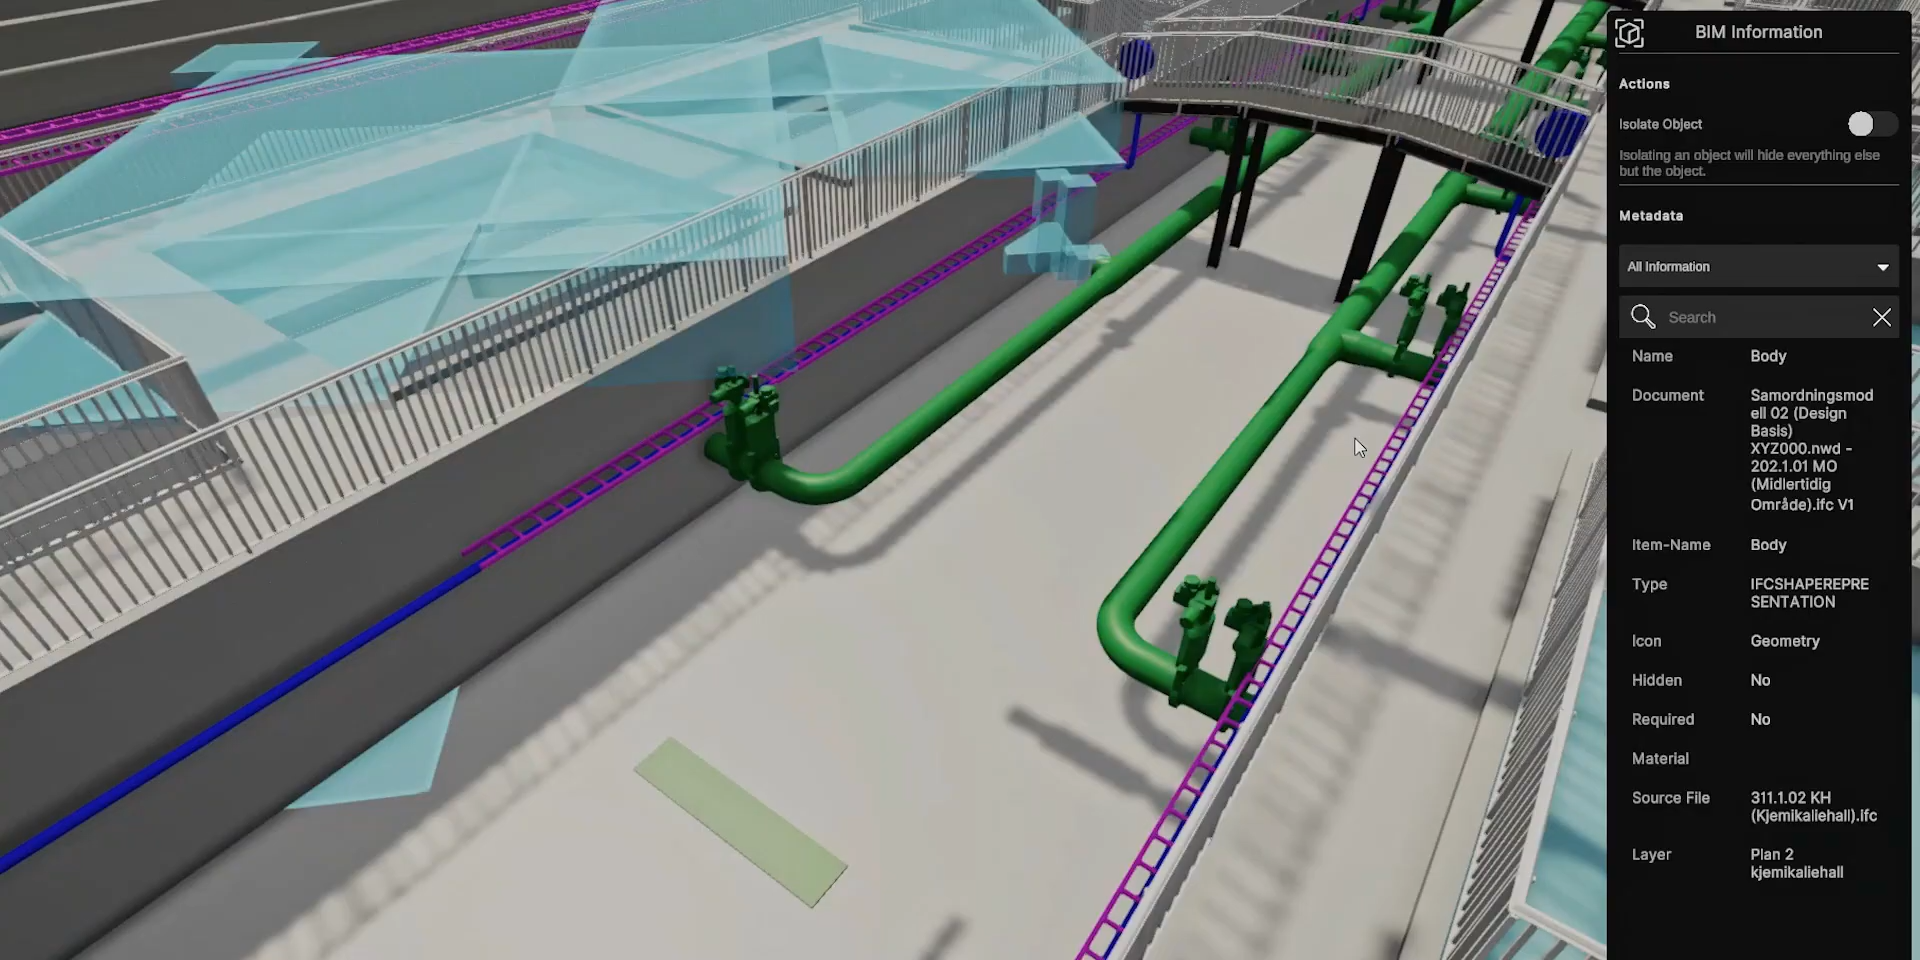 BIM Information
Actions
Isolate Object
Isolating an object will hide everything else
but the object.
Metadata
All Information
Search
Name Body
Document Samordningsmod
ell 02 (Design
Basis)
XYZ000.nwd -
202.1.01 MO
(Midlertidig
Område).ifc V1
Item-Name Body
Type IFCSHAPEREPRE
SENTATION
Icon Geometry
Hidden No
Required No
Material
Source File 311.1.02 KH
(Kjemikaliehall).ifc
Layer Plan 2
kjemikaliehall